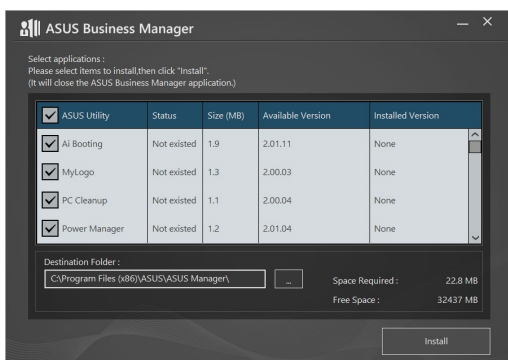 ASUS Business Manager
Select applications :
Please select items to install,then click "Install".
(It will close the ASUS Business Manager application.)
ASUS Utility Status Size (MB) Available Version Installed Version
Ai Booting Not existed 1.9 2.01.11 None
MyLogo Not existed 1.3 2.00.03 None
PC Cleanup Not existed 1.1 2.00.04 None
Power Manager Not existed 1.2 2.01.04 None
Destination Folder :
C:\Program Files (x86)\ASUS\ASUS Manager\ ... Space Required : 22.8 MB
Free Space : 32437 MB
Install